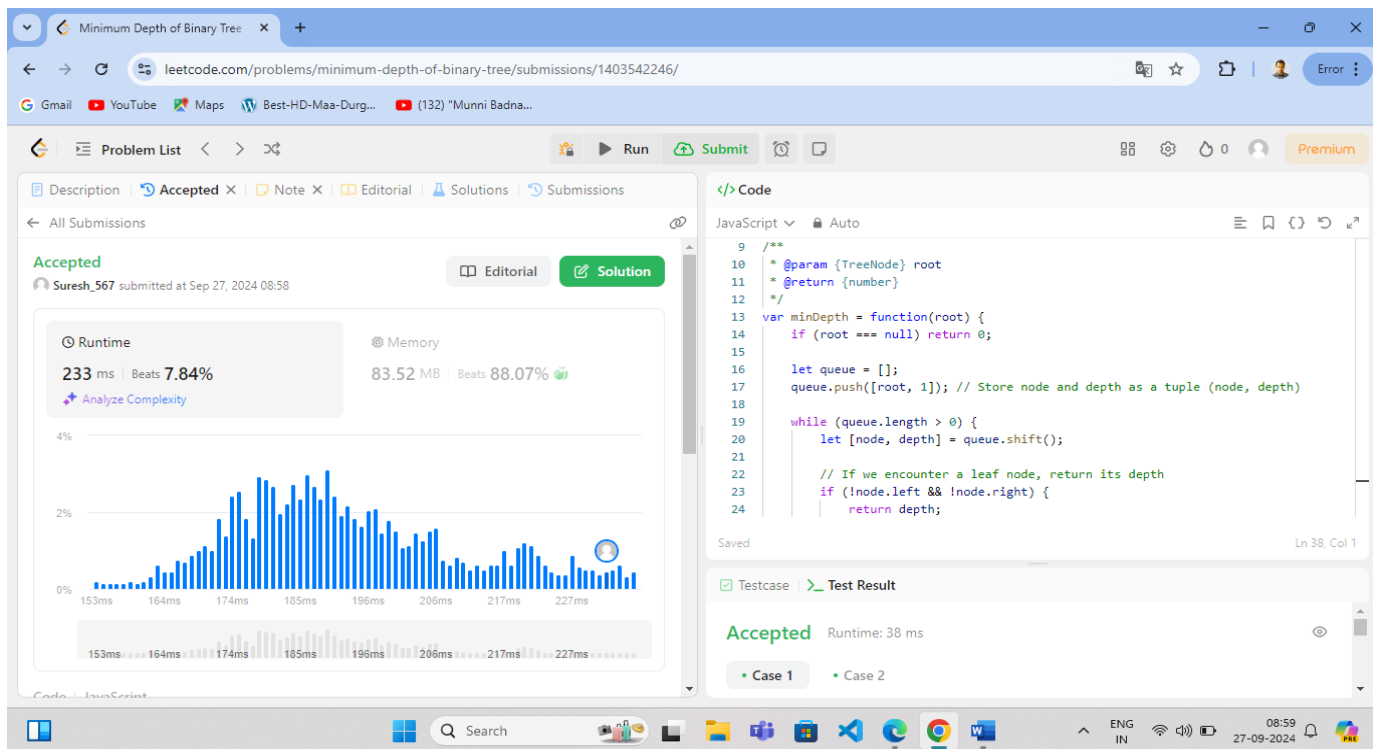 Minimum Depth of Binary Tree
leetcode.com/problems/minimum-depth-of-binary-tree/submissions/1403542246/
Error
Gmail YouTube Maps Best-HD-Maa-Durg... (132) "Munni Badna...
Problem List Run Submit 0 Premium
Description Accepted Note Editorial Solutions Submissions
All Submissions
Accepted
Suresh_567 submitted at Sep 27, 2024 08:58
Editorial Solution
Runtime
233 ms Beats 7.84%
Analyze Complexity
Memory
83.52 MB Beats 88.07%
4%
2%
0%
153ms 164ms 174ms 185ms 196ms 206ms 217ms 227ms
153ms 164ms 174ms 185ms 196ms 206ms 217ms 227ms
Code JavaScript
</> Code
JavaScript Auto
9 /**
10 * @param {TreeNode} root
11 * @return {number}
12 */
13 var minDepth = function(root) {
14 if (root === null) return 0;
15
16 let queue = [];
17 queue.push([root, 1]); // Store node and depth as a tuple (node, depth)
18
19 while (queue.length > 0) {
20 let [node, depth] = queue.shift();
21
22 // If we encounter a leaf node, return its depth
23 if (!node.left && !node.right) {
24 return depth;
Saved Ln 38, Col 1
Testcase >_ Test Result
Accepted Runtime: 38 ms
• Case 1 • Case 2
Search
ENG
IN
08:59
27-09-2024
PRE